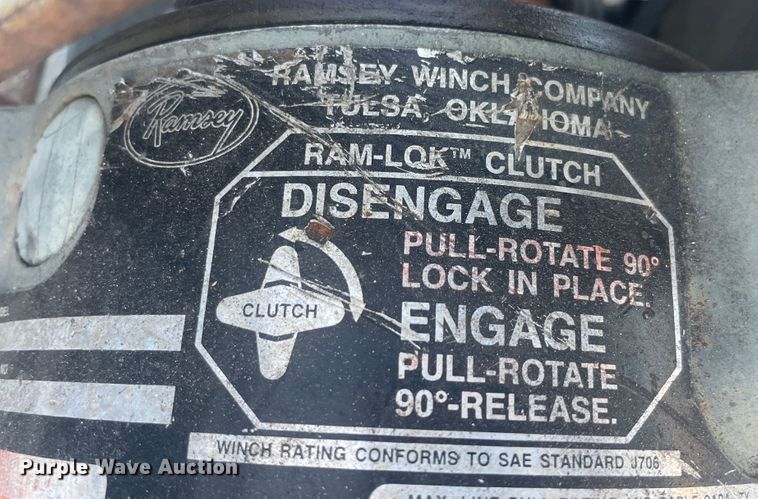 RAMSEY WINCH COMPANY
TULSA, OKLAHOMA
Ramsey
RAM-LOK™ CLUTCH
DISENGAGE
PULL-ROTATE 90°
LOCK IN PLACE.
CLUTCH
ENGAGE
PULL-ROTATE
90°-RELEASE.
WINCH RATING CONFORMS TO SAE STANDARD J706
Purple Wave Auction